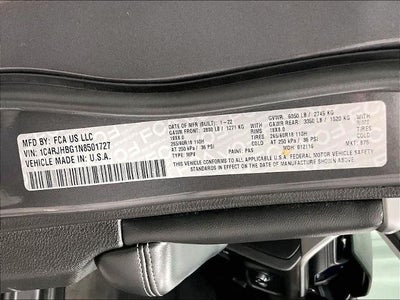 MFD BY: FCA US LLC
VIN: 1C4RJHBG1N8501727
VEHICLE MADE IN U.S.A.
DATE OF MFR (BUILT): 1-22
GAWR FRONT: 2800 LB / 1271 KG
18X8.0
265/60R18 110H
AT 250 kPa / 36 PSI
GVWR: 6050 LB / 2745 KG
GAWR REAR: 3350 LB / 1520 KG
18X8.0
265/60R18 110H
AT 250 kPa / 36 PSI
TYPE: MPV
PAINT: PAS
MDH: 012116
MKT: 875
THIS VEHICLE CONFORMS TO ALL APPLICABLE U.S.A. FEDERAL MOTOR VEHICLE SAFETY
STANDARDS IN EFFECT ON THE DATE OF MANUFACTURE SHOWN ABOVE.